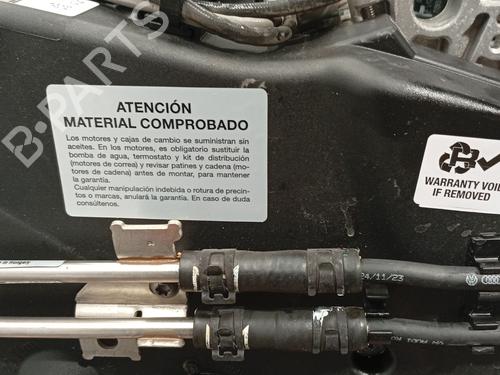 B-PARTS
ATENCIÓN
MATERIAL COMPROBADO
Los motores y cajas de cambio se suministran sin
aceites. En los motores, es obligatorio sustituir la
bomba de agua, termostato y kit de distribución
(motores de correa) y revisar patines y cadena (mo-
tores de cadena) antes de montar, para mantener
la garantía.
Cualquier manipulación indebida o rotura de precin-
tos o marcas, anulará la garantía. En caso de duda
consúltenos.
WARRANTY VOID
IF REMOVED
24/11/23